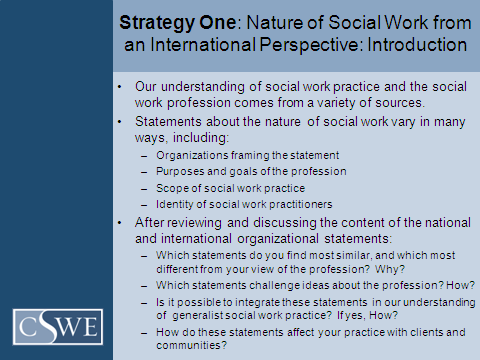 Strategy One: Nature of Social Work from
an International Perspective: Introduction
• Our understanding of social work practice and the social
work profession comes from a variety of sources.
• Statements about the nature of social work vary in many
ways, including:
– Organizations framing the statement
– Purposes and goals of the profession
– Scope of social work practice
– Identity of social work practitioners
• After reviewing and discussing the content of the national
and international organizational statements:
– Which statements do you find most similar, and which most
different from your view of the profession? Why?
– Which statements challenge ideas about the profession? How?
– Is it possible to integrate these statements in our understanding
of generalist social work practice? If yes, How?
– How do these statements affect your practice with clients and
communities?
CSWE